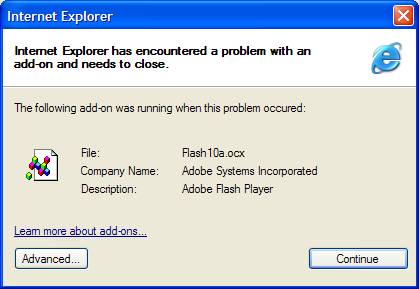 Internet Explorer
Internet Explorer has encountered a problem with an
add-on and needs to close.
The following add-on was running when this problem occured:
File: Flash10a.ocx
Company Name: Adobe Systems Incorporated
Description: Adobe Flash Player
Learn more about add-ons...
Advanced... Continue